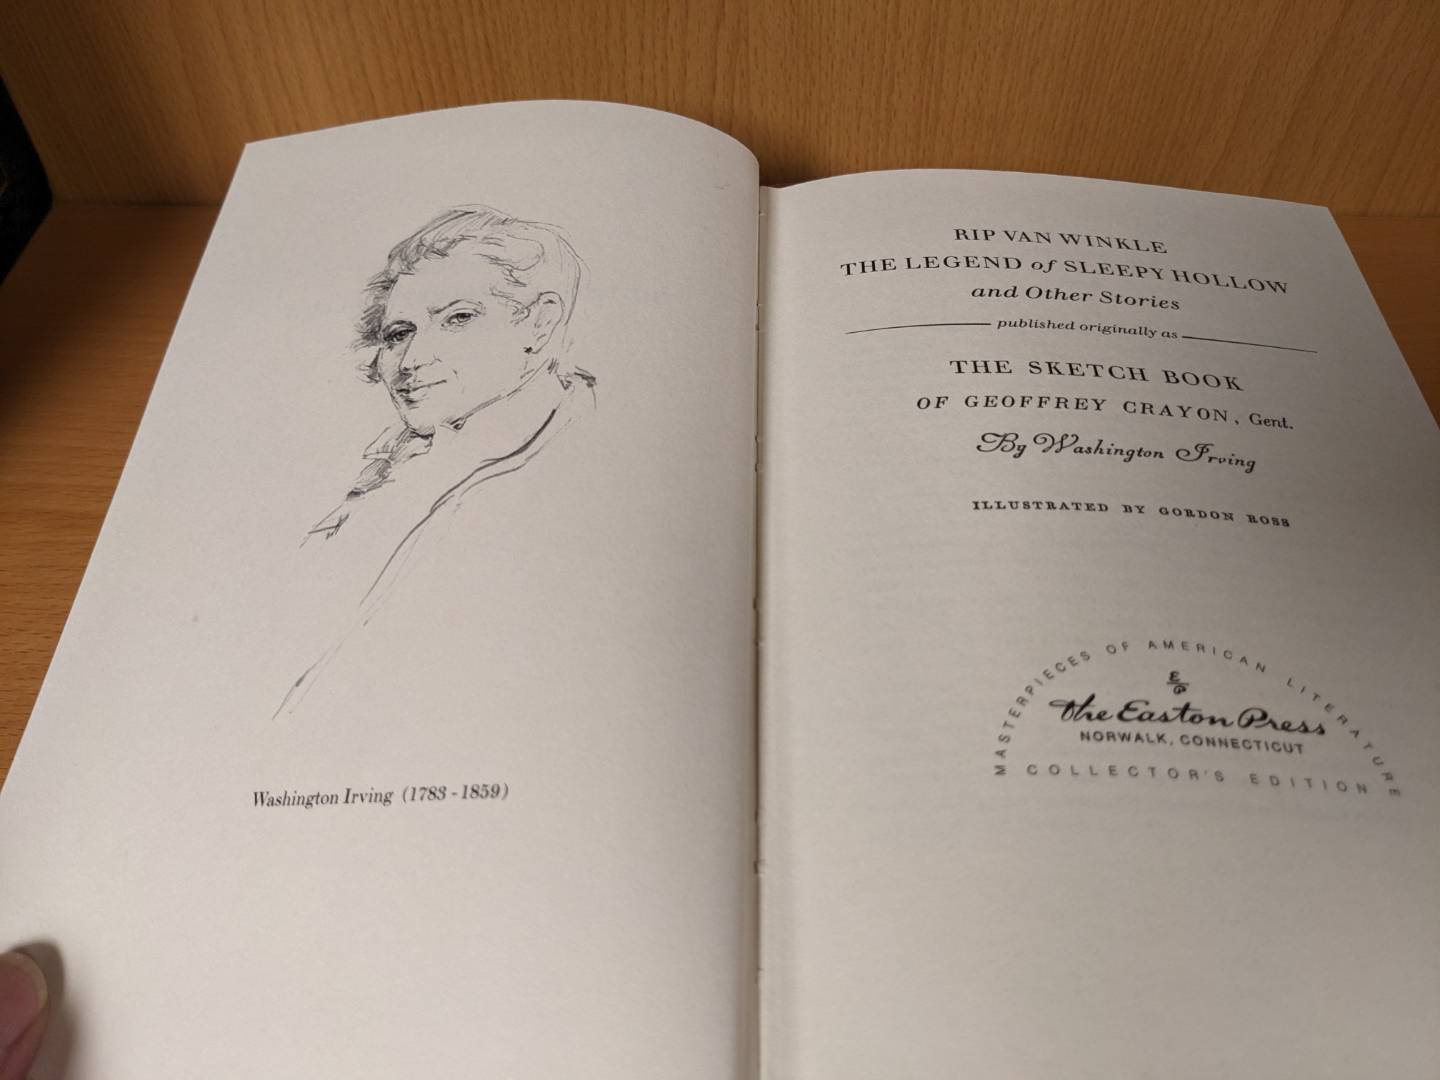 Washington Irving (1783 - 1859)
RIP VAN WINKLE
THE LEGEND of SLEEPY HOLLOW
and Other Stories
published originally as
THE SKETCH BOOK
OF GEOFFREY CRAYON, Gent.
By Washington Irving
ILLUSTRATED BY GORDON ROSS
MASTERPIECES OF AMERICAN LITERATURE
E/P
The Easton Press
NORWALK, CONNECTICUT
COLLECTOR'S EDITION